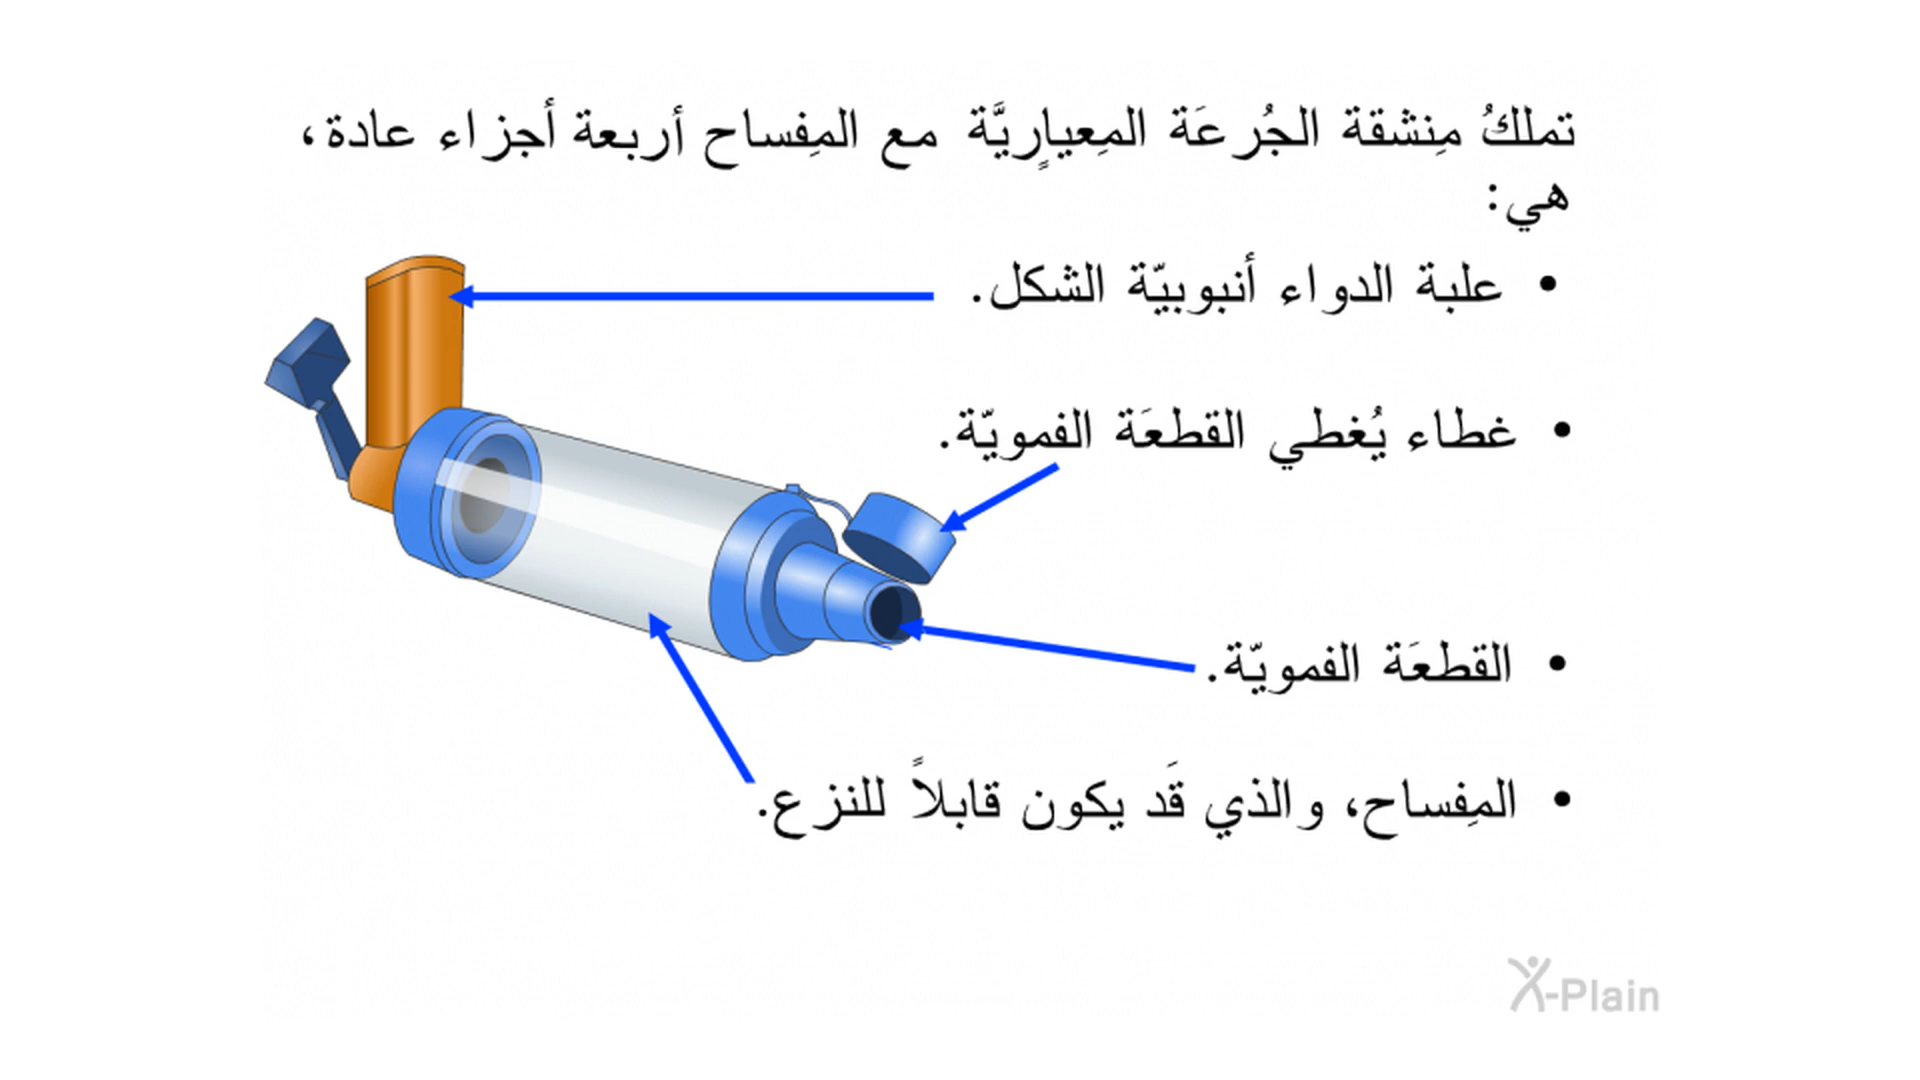 تملكُ مِنشقة الجُرعَة المِعيارِيَّة مع المِفساح أربعة أجزاء عادة،
هي:
• علبة الدواء أنبوبيّة الشكل.
• غطاء يُغطي القطعَة الفمويّة.
• القطعَة الفمويّة.
• المِفساح، والذي قَد يكون قابلاً للنزع.
X-Plain